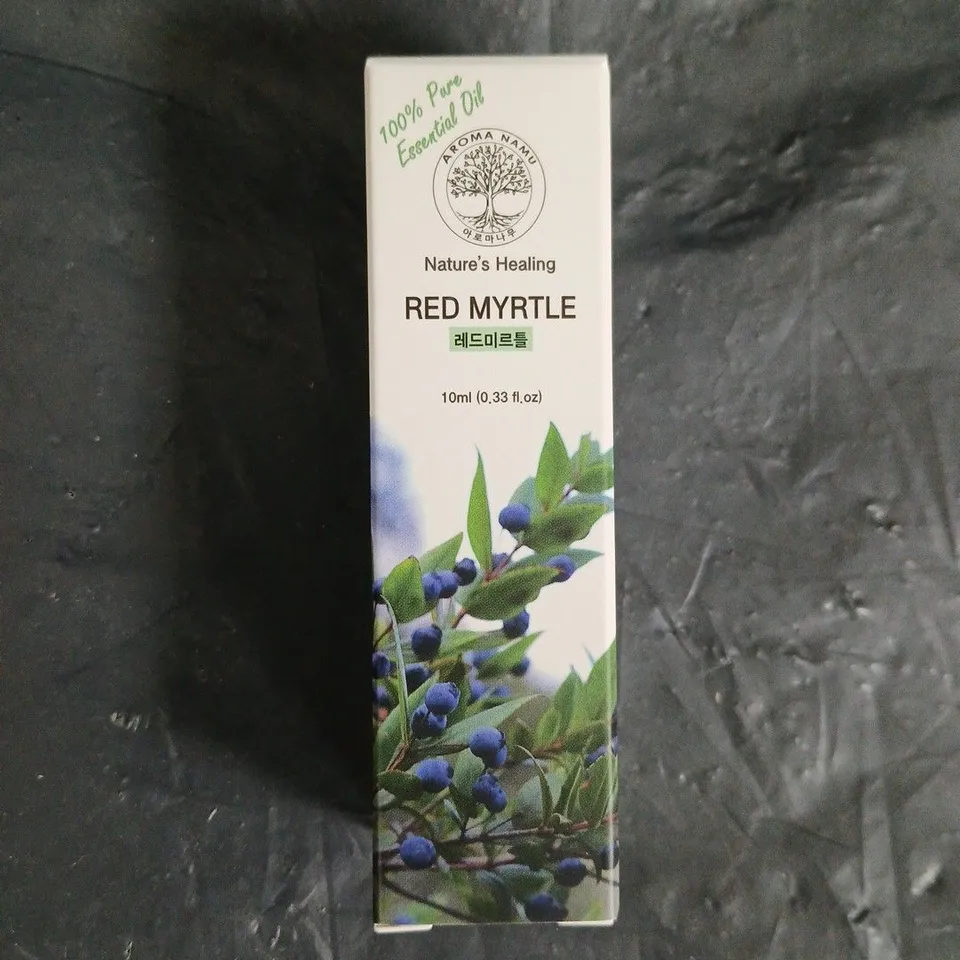 100% Pure
Essential Oil
AROMA NAMU
아로마나무
Nature's Healing
RED MYRTLE
레드미르틀
10ml (0.33 fl.oz)